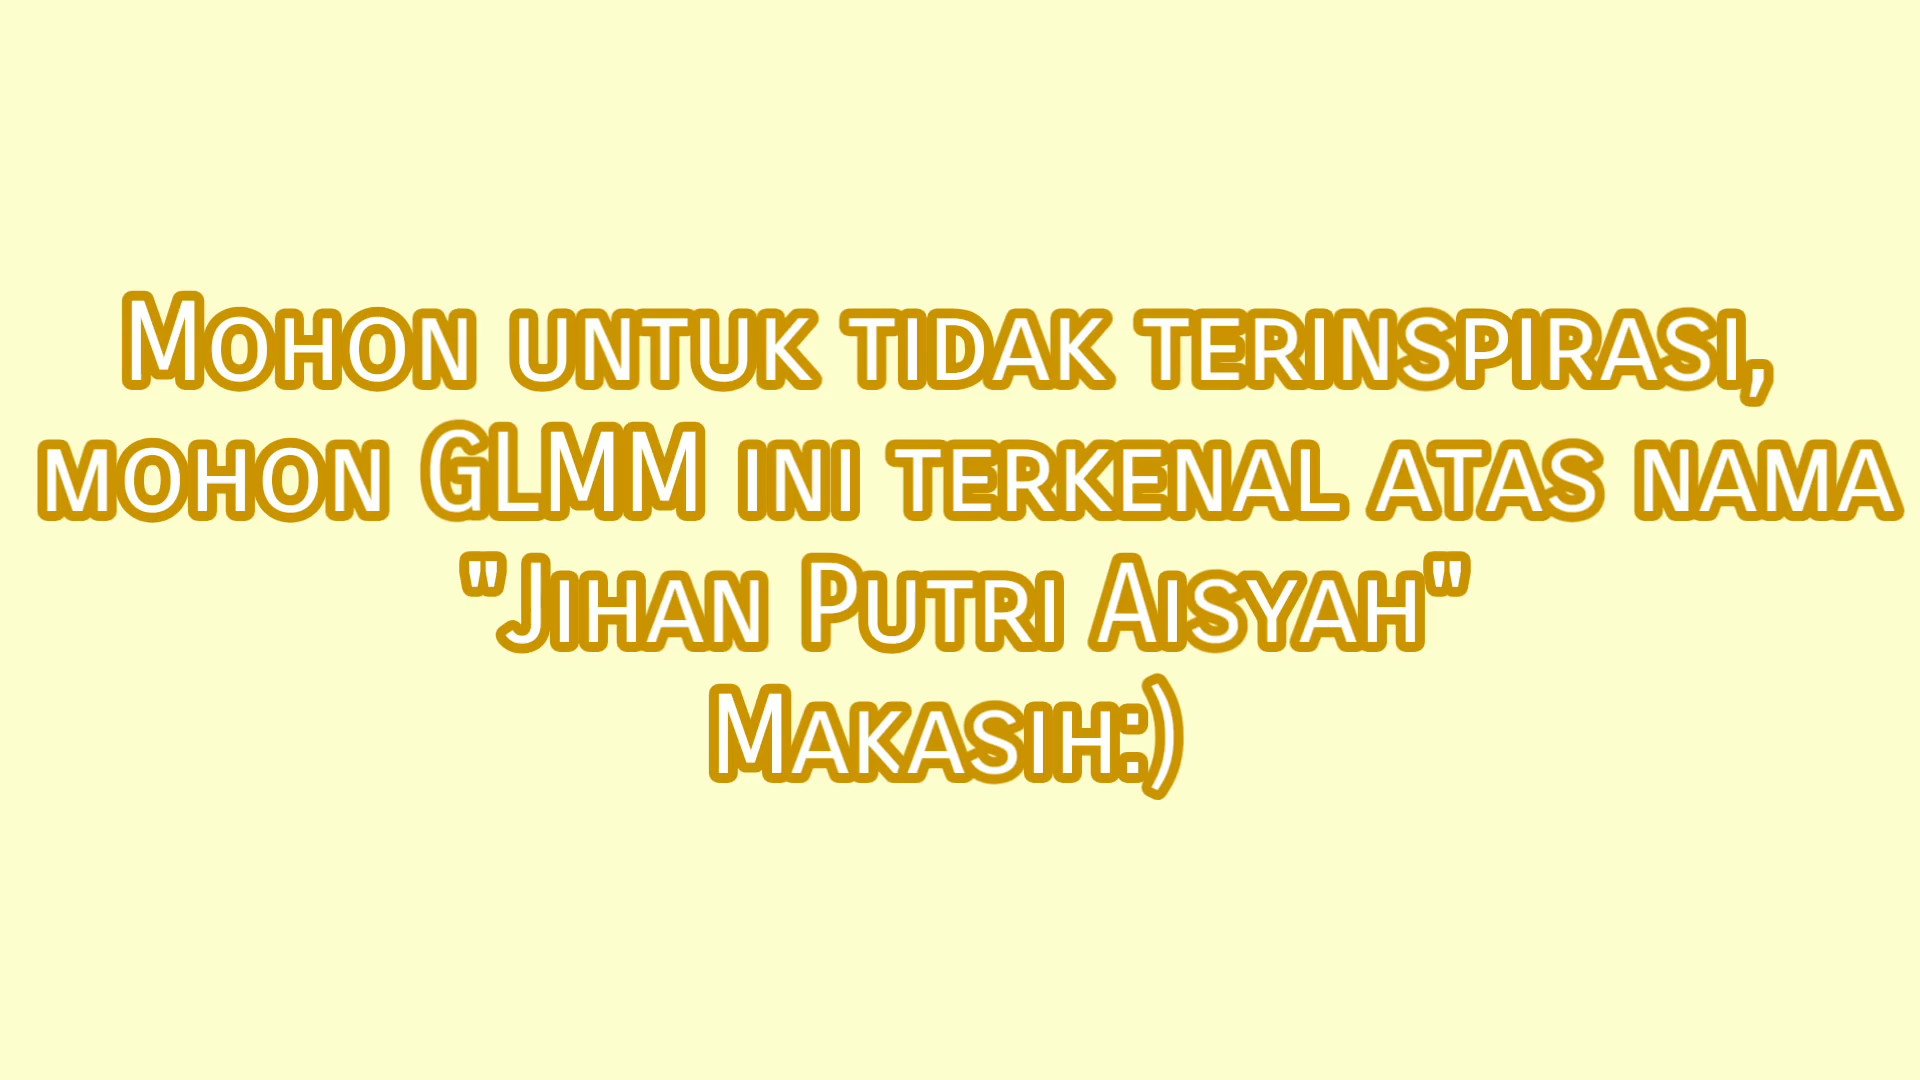 Mohon untuk tidak terinspirasi,
mohon GLMM ini terkenal atas nama
"Jihan Putri Aisyah"
Makasih:)